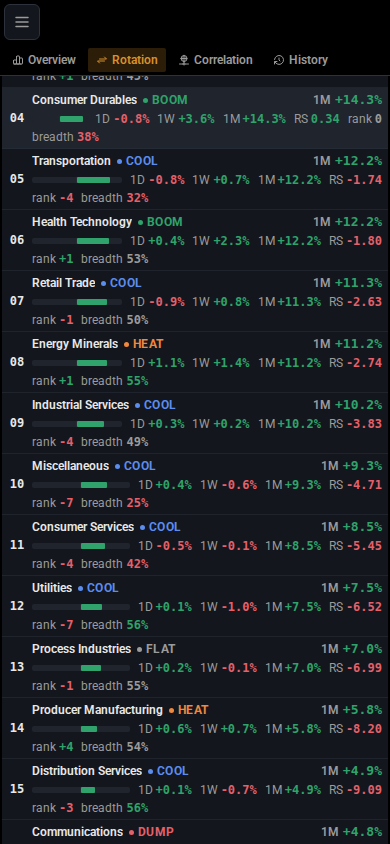 Overview Rotation Correlation History
rank +1 breadth 45%
Consumer Durables • BOOM 1M +14.3%
04 1D -0.8% 1W +3.6% 1M +14.3% RS 0.34 rank 0
breadth 38%
Transportation • COOL 1M +12.2%
05 1D -0.8% 1W +0.7% 1M +12.2% RS -1.74
rank -4 breadth 32%
Health Technology • BOOM 1M +12.2%
06 1D +0.4% 1W +2.3% 1M +12.2% RS -1.80
rank +1 breadth 53%
Retail Trade • COOL 1M +11.3%
07 1D -0.9% 1W +0.8% 1M +11.3% RS -2.63
rank -1 breadth 50%
Energy Minerals • HEAT 1M +11.2%
08 1D +1.1% 1W +1.4% 1M +11.2% RS -2.74
rank +1 breadth 55%
Industrial Services • COOL 1M +10.2%
09 1D +0.3% 1W +0.2% 1M +10.2% RS -3.83
rank -4 breadth 49%
Miscellaneous • COOL 1M +9.3%
10 1D +0.4% 1W -0.6% 1M +9.3% RS -4.71
rank -7 breadth 25%
Consumer Services • COOL 1M +8.5%
11 1D -0.5% 1W -0.1% 1M +8.5% RS -5.45
rank -4 breadth 42%
Utilities • COOL 1M +7.5%
12 1D +0.1% 1W -1.0% 1M +7.5% RS -6.52
rank -7 breadth 56%
Process Industries • FLAT 1M +7.0%
13 1D +0.2% 1W -0.1% 1M +7.0% RS -6.99
rank -1 breadth 55%
Producer Manufacturing • HEAT 1M +5.8%
14 1D +0.6% 1W +0.7% 1M +5.8% RS -8.20
rank +4 breadth 54%
Distribution Services • COOL 1M +4.9%
15 1D +0.1% 1W -0.7% 1M +4.9% RS -9.09
rank -3 breadth 56%
Communications • DUMP 1M +4.8%